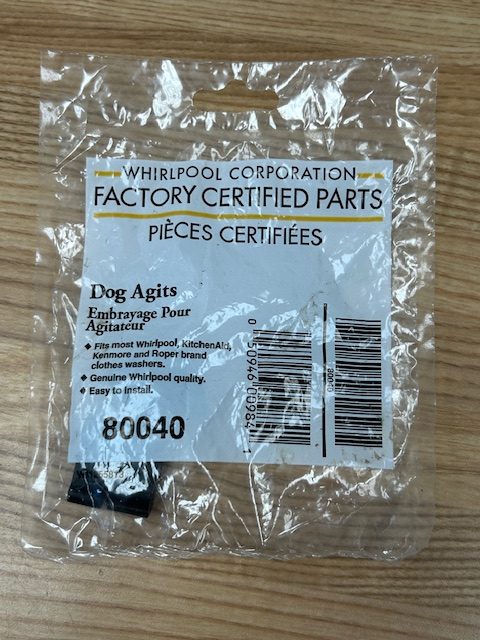 WHIRLPOOL CORPORATION
FACTORY CERTIFIED PARTS
PIÈCES CERTIFIÉES
Dog Agits
Embrayage Pour
Agitateur
◆ Fits most Whirlpool, KitchenAid,
Kenmore and Roper brand
clothes washers.
◆ Genuine Whirlpool quality.
◆ Easy to install.
80040